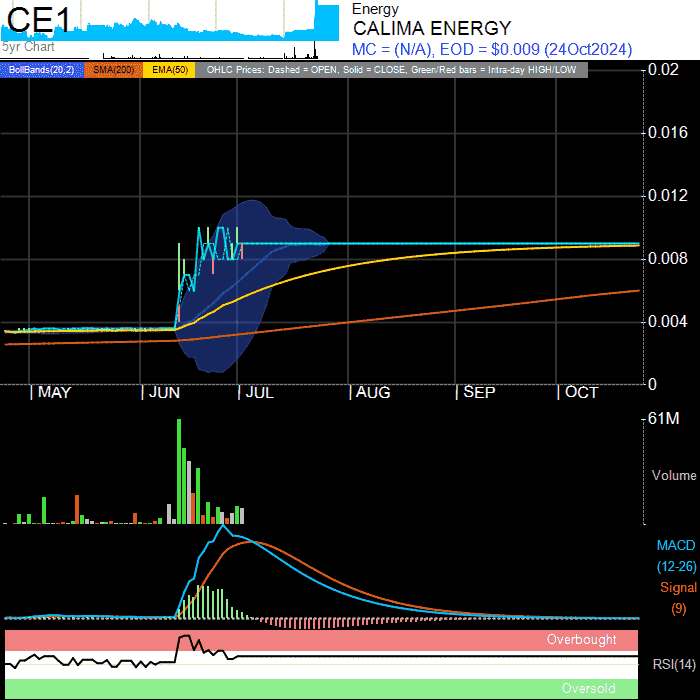 CE1
5yr Chart
Energy
CALIMA ENERGY
MC = (N/A), EOD = $0.009 (24Oct2024)
BollBands(20,2) SMA(200) EMA(50) OHLC Prices: Dashed = OPEN, Solid = CLOSE, Green/Red bars = Intra-day HIGH/LOW
0.02
0.016
0.012
0.008
0.004
0
MAY JUN JUL AUG SEP OCT
61M
Volume
MACD
(12-26)
Signal
(9)
Overbought
RSI(14)
Oversold